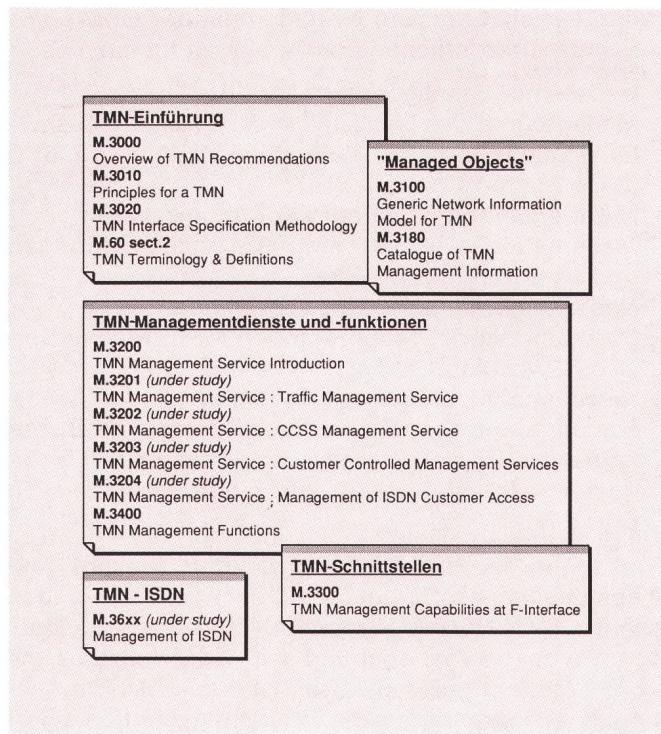 TMN-Einführung
M.3000
Overview of TMN Recommendations
M.3010
Principles for a TMN
M.3020
TMN Interface Specification Methodology
M.60 sect.2
TMN Terminology & Definitions
"Managed Objects"
M.3100
Generic Network Information
Model for TMN
M.3180
Catalogue of TMN
Management Information
TMN-Managementdienste und -funktionen
M.3200
TMN Management Service Introduction
M.3201 (under study)
TMN Management Service : Traffic Management Service
M.3202 (under study)
TMN Management Service : CCSS Management Service
M.3203 (under study)
TMN Management Service : Customer Controlled Management Services
M.3204 (under study)
TMN Management Service : Management of ISDN Customer Access
M.3400
TMN Management Functions
TMN-Schnittstellen
M.3300
TMN Management Capabilities at F-Interface
TMN - ISDN
M.36xx (under study)
Management of ISDN